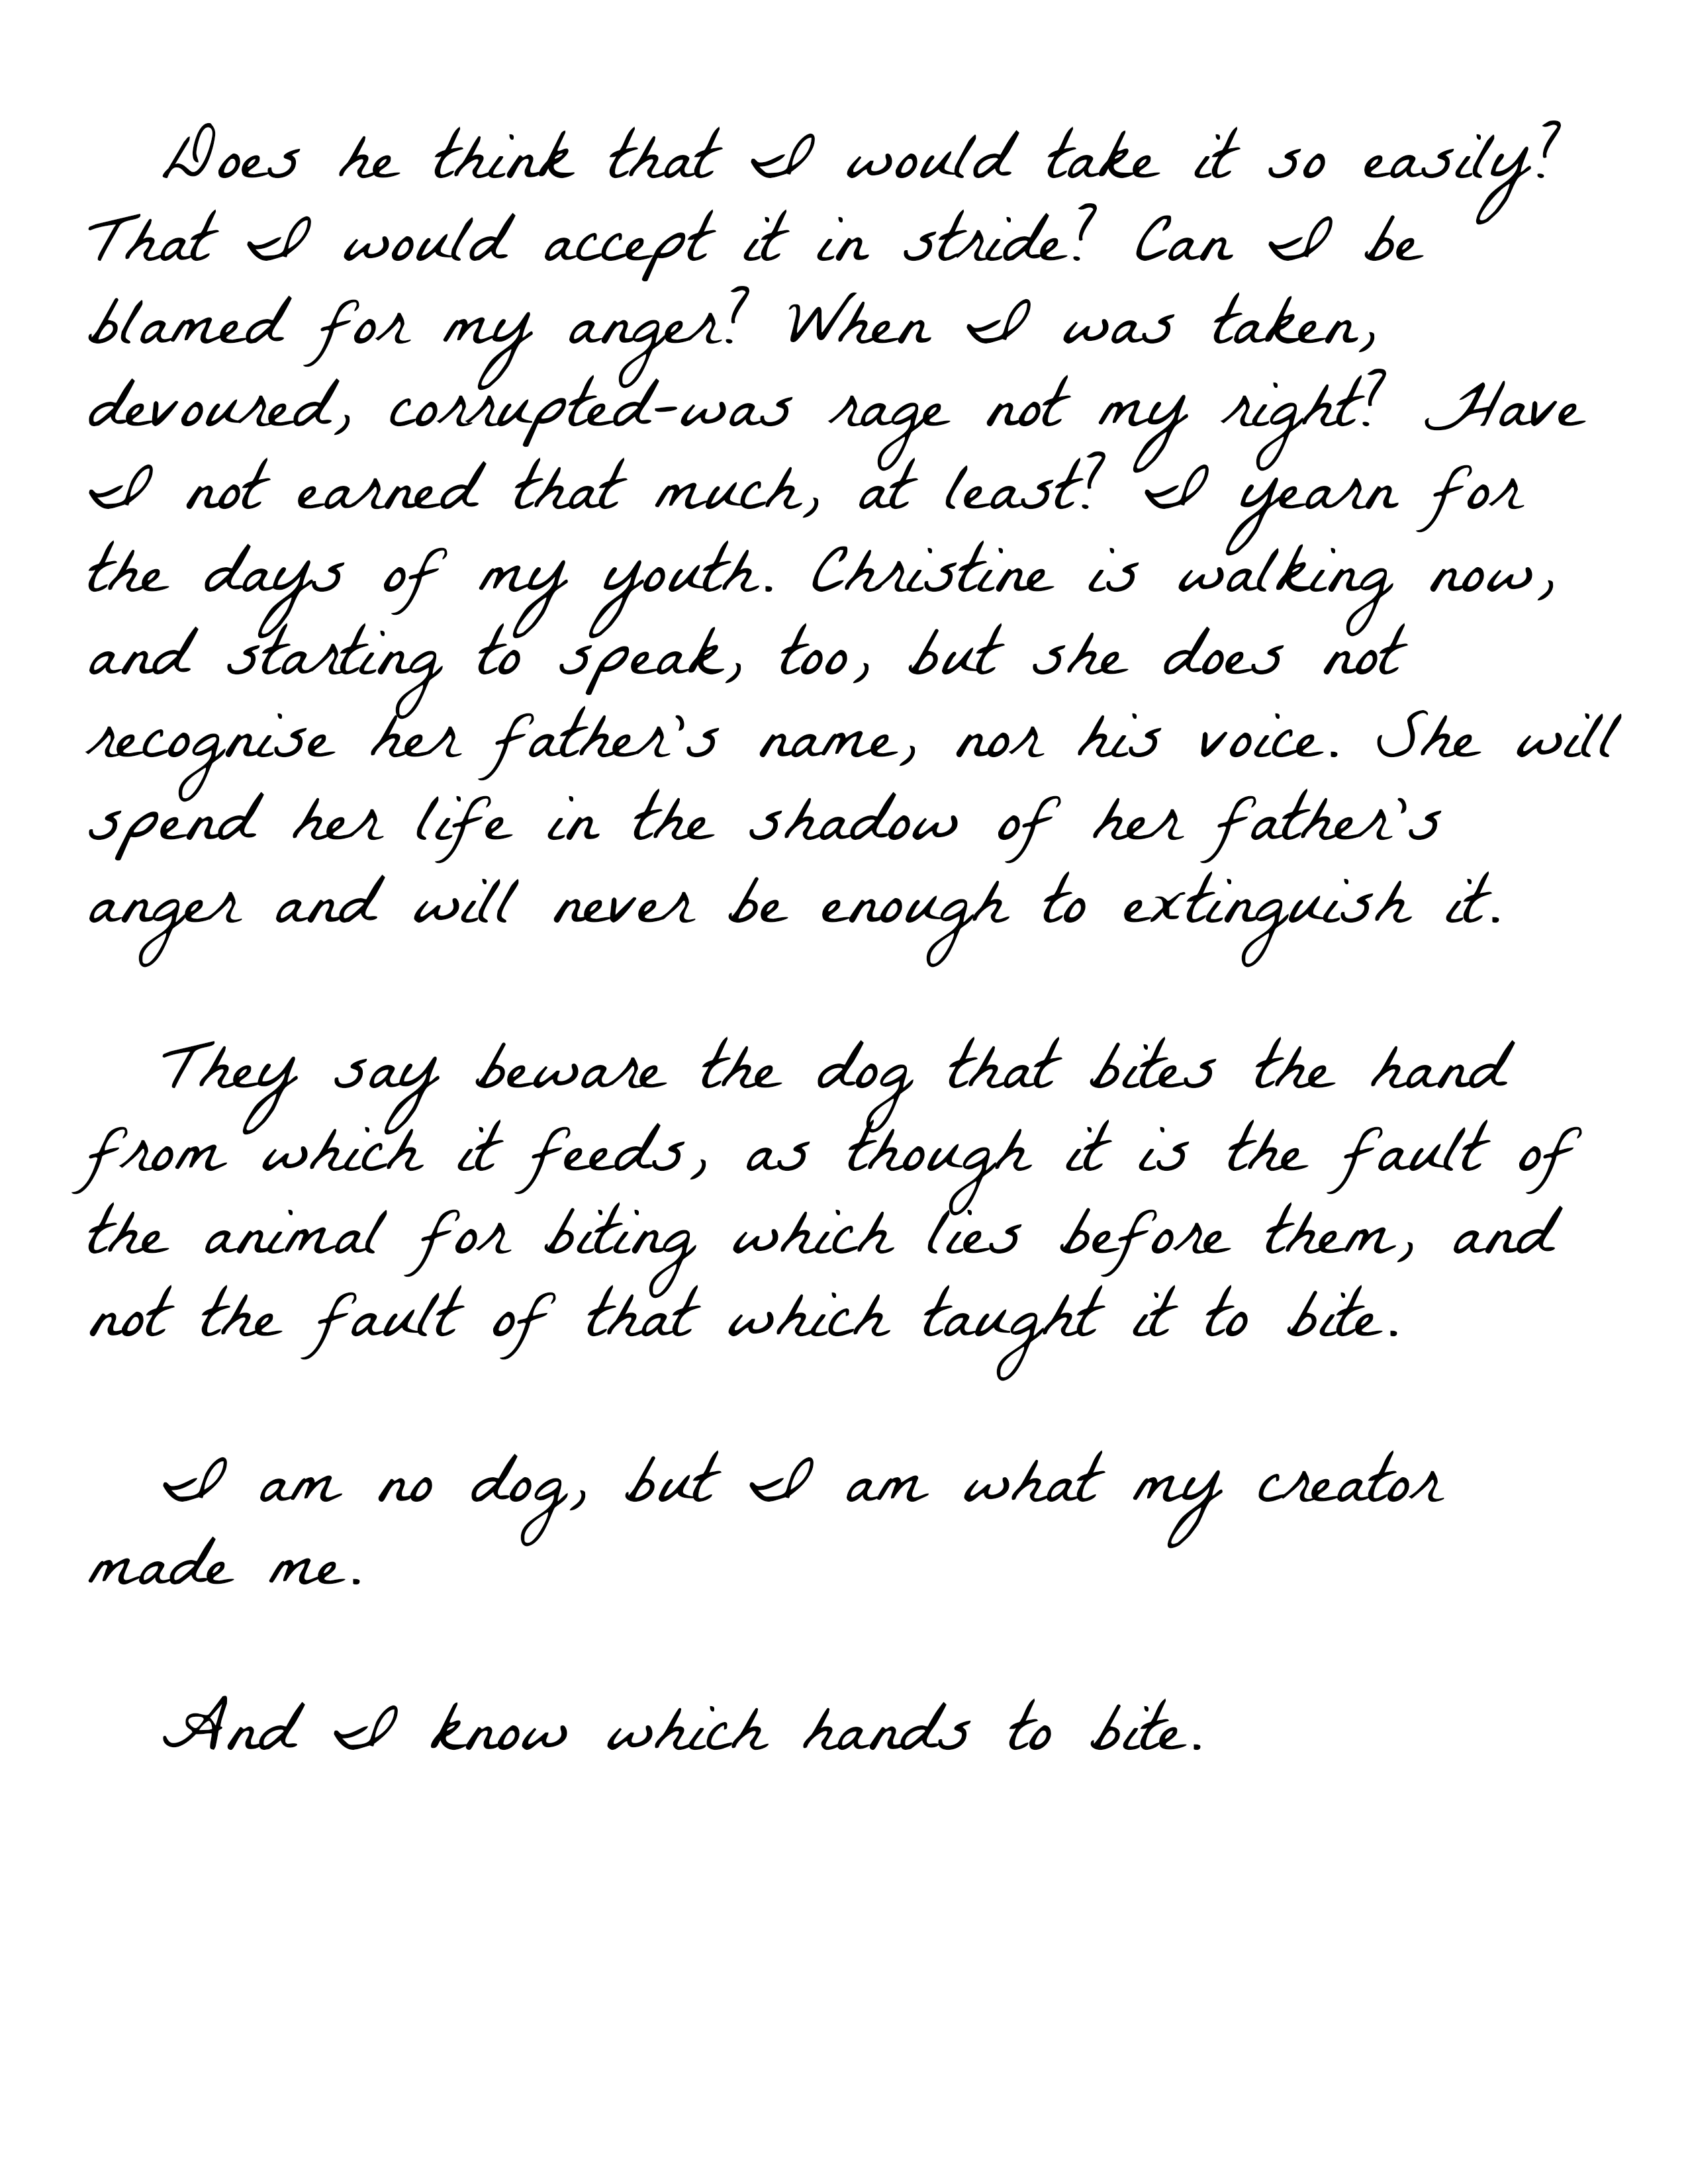 Does he think that I would take it so easily?
That I would accept it in stride? Can I be
blamed for my anger? When I was taken,
devoured, corrupted-was rage not my right? Have
I not earned that much, at least? I yearn for
the days of my youth. Christine is walking now,
and starting to speak, too, but she does not
recognise her father's name, nor his voice. She will
spend her life in the shadow of her father's
anger and will never be enough to extinguish it.
They say beware the dog that bites the hand
from which it feeds, as though it is the fault of
the animal for biting which lies before them, and
not the fault of that which taught it to bite.
I am no dog, but I am what my creator
made me.
And I know which hands to bite.